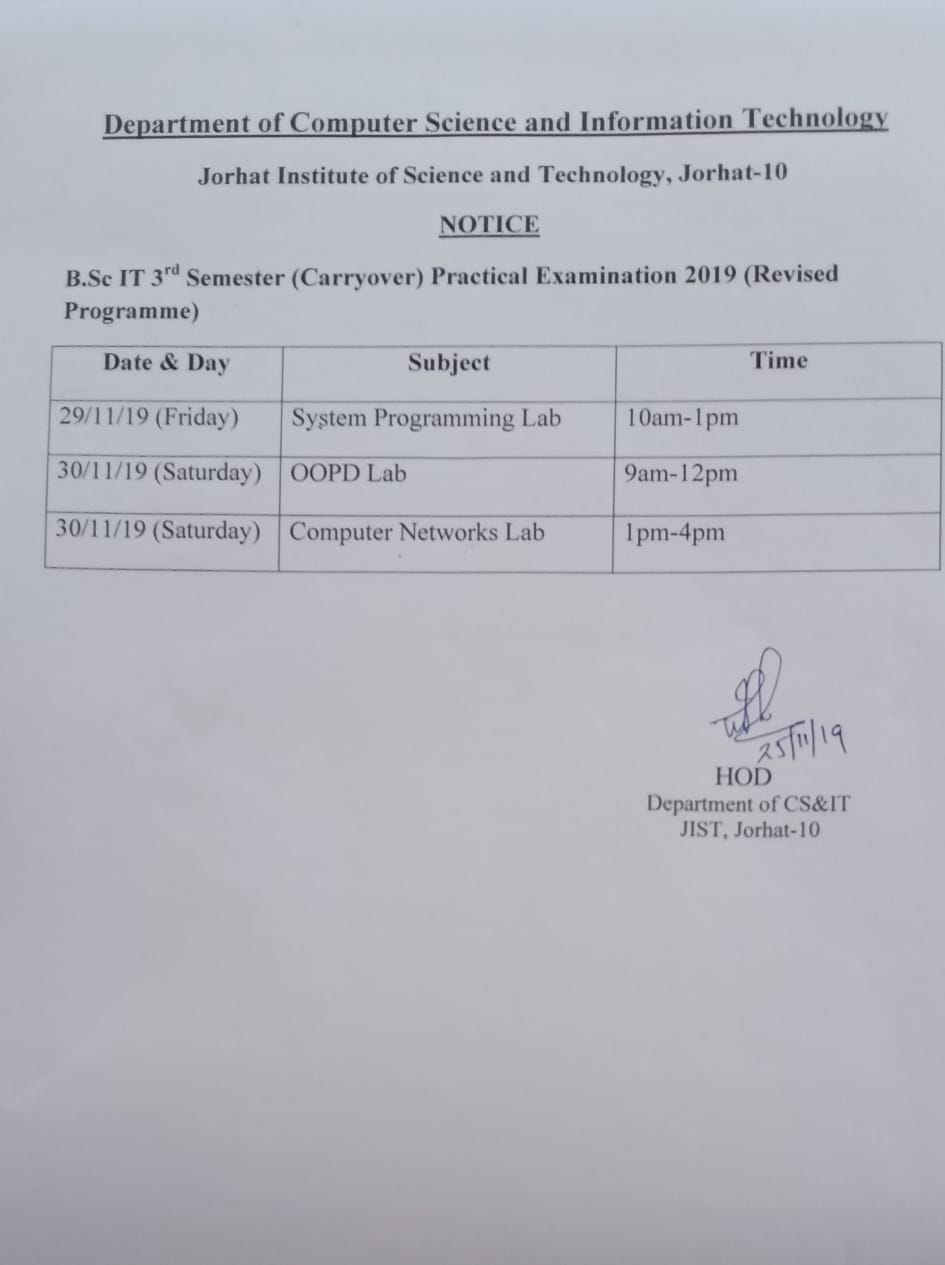 Department of Computer Science and Information Technology
Jorhat Institute of Science and Technology, Jorhat-10
NOTICE
B.Sc IT 3rd Semester (Carryover) Practical Examination 2019 (Revised
Programme)
Date & Day Subject Time
29/11/19 (Friday) System Programming Lab 10am-1pm
30/11/19 (Saturday) OOPD Lab 9am-12pm
30/11/19 (Saturday) Computer Networks Lab 1pm-4pm
25/11/19
HOD
Department of CS&IT
JIST, Jorhat-10